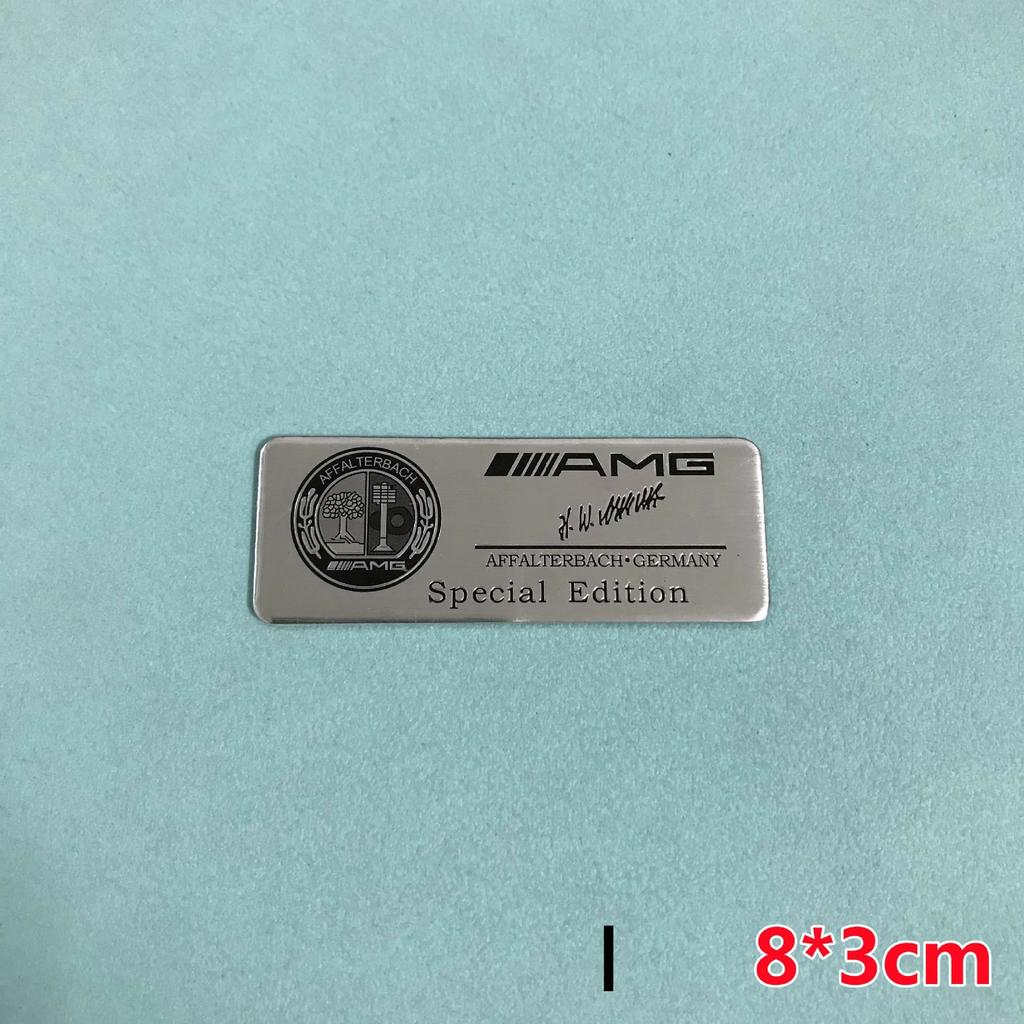 AFFALTERBACH
AMG
AMG
H. W.
AFFALTERBACH•GERMANY
Special Edition
8*3cm